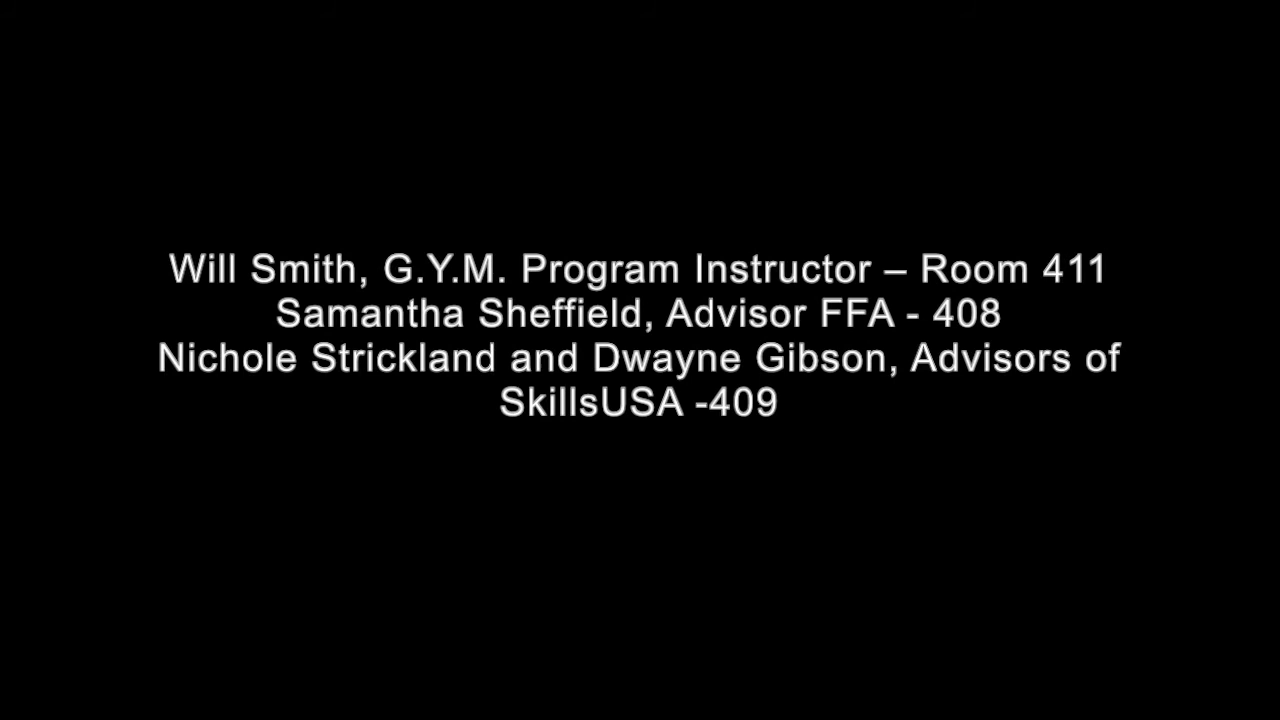 Will Smith, G.Y.M. Program Instructor – Room 411
Samantha Sheffield, Advisor FFA - 408
Nichole Strickland and Dwayne Gibson, Advisors of
SkillsUSA -409